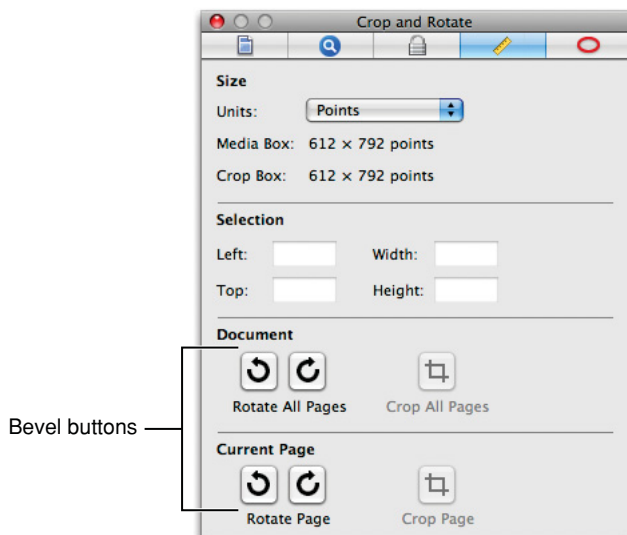 Crop and Rotate
Size
Units: Points
Media Box: 612 × 792 points
Crop Box: 612 × 792 points
Selection
Left: Width:
Top: Height:
Document
Rotate All Pages Crop All Pages
Bevel buttons
Current Page
Rotate Page Crop Page